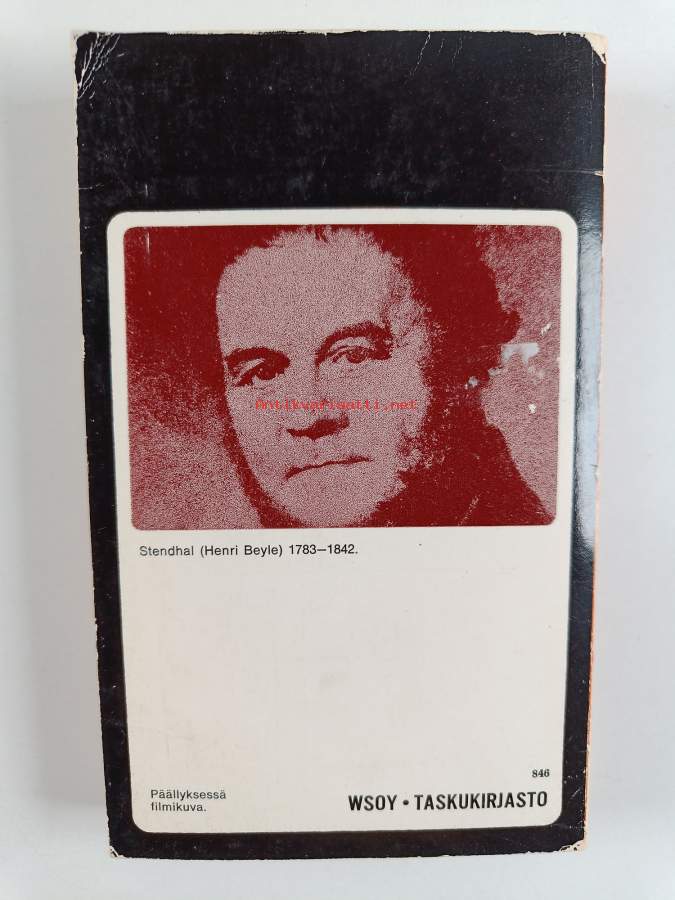 Antikvariaatti.net
Stendhal (Henri Beyle) 1783—1842.
846
Päällyksessä
filmikuva.
WSOY • TASKUKIRJASTO